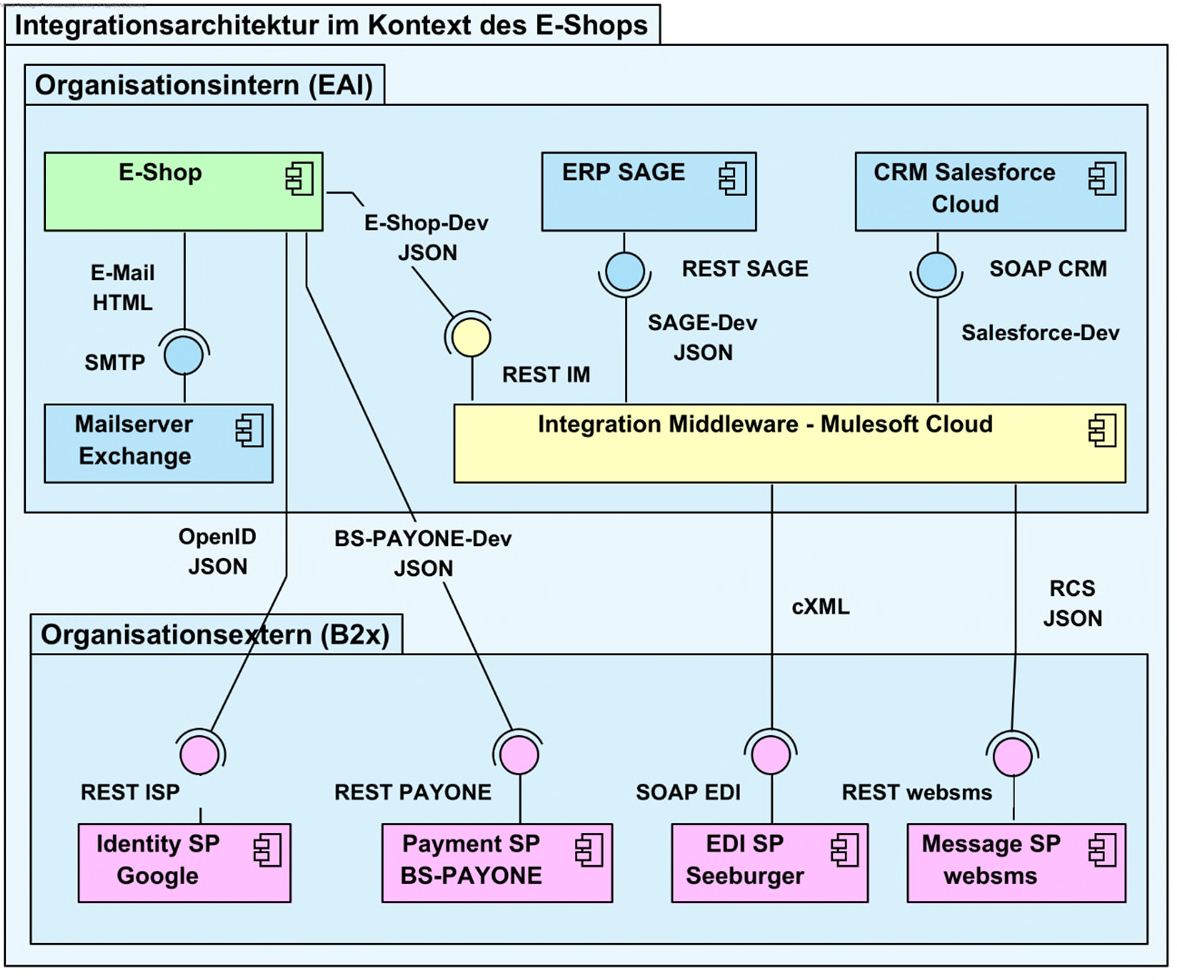 Integrationsarchitektur im Kontext des E-Shops
Organisationsintern (EAI)
E-Shop
ERP SAGE
CRM Salesforce
Cloud
E-Shop-Dev
JSON
E-Mail
HTML
REST SAGE
SOAP CRM
SMTP
SAGE-Dev
JSON
Salesforce-Dev
REST IM
Mailserver
Exchange
Integration Middleware - Mulesoft Cloud
OpenID
JSON
BS-PAYONE-Dev
JSON
cXML
RCS
JSON
Organisationsextern (B2x)
REST ISP
REST PAYONE
SOAP EDI
REST websms
Identity SP
Google
Payment SP
BS-PAYONE
EDI SP
Seeburger
Message SP
websms